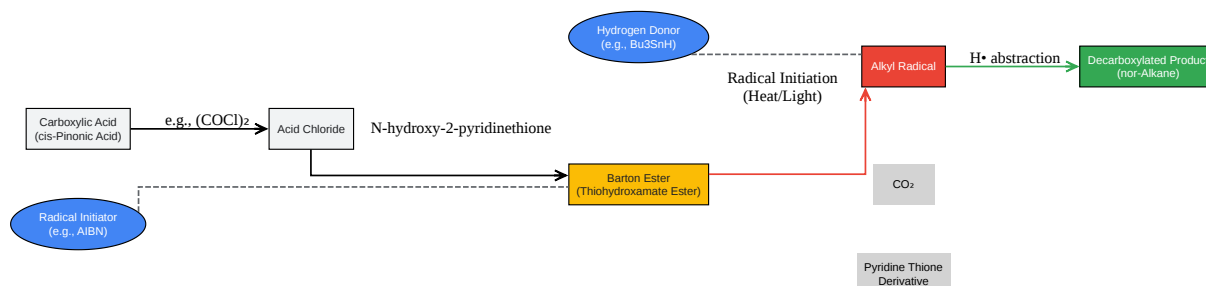 Hydrogen Donor
(e.g., Bu3SnH)
Alkyl Radical
H• abstraction
Decarboxylated Product
(nor-Alkane)
Radical Initiation
(Heat/Light)
Carboxylic Acid
(cis-Pinonic Acid)
e.g., (COCl)₂
Acid Chloride
N-hydroxy-2-pyridinethione
Barton Ester
(Thiohydroxamate Ester)
CO₂
Radical Initiator
(e.g., AIBN)
Pyridine Thione
Derivative